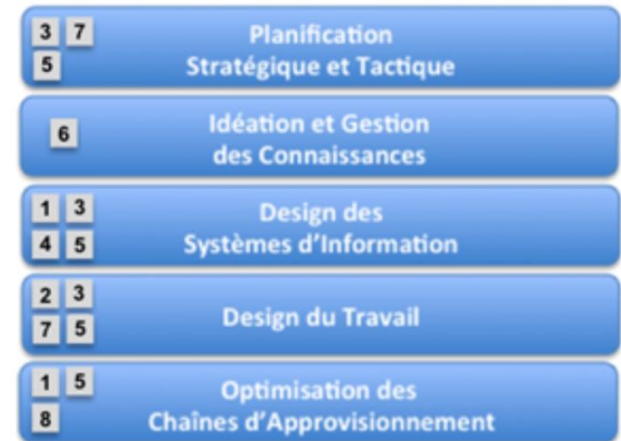 3 7
5
Planification
Stratégique et Tactique
6
Idéation et Gestion
des Connaissances
1 3
4 5
Design des
Systèmes d'Information
2 3
7 5
Design du Travail
1 5
8
Optimisation des
Chaînes d'Approvisionnement